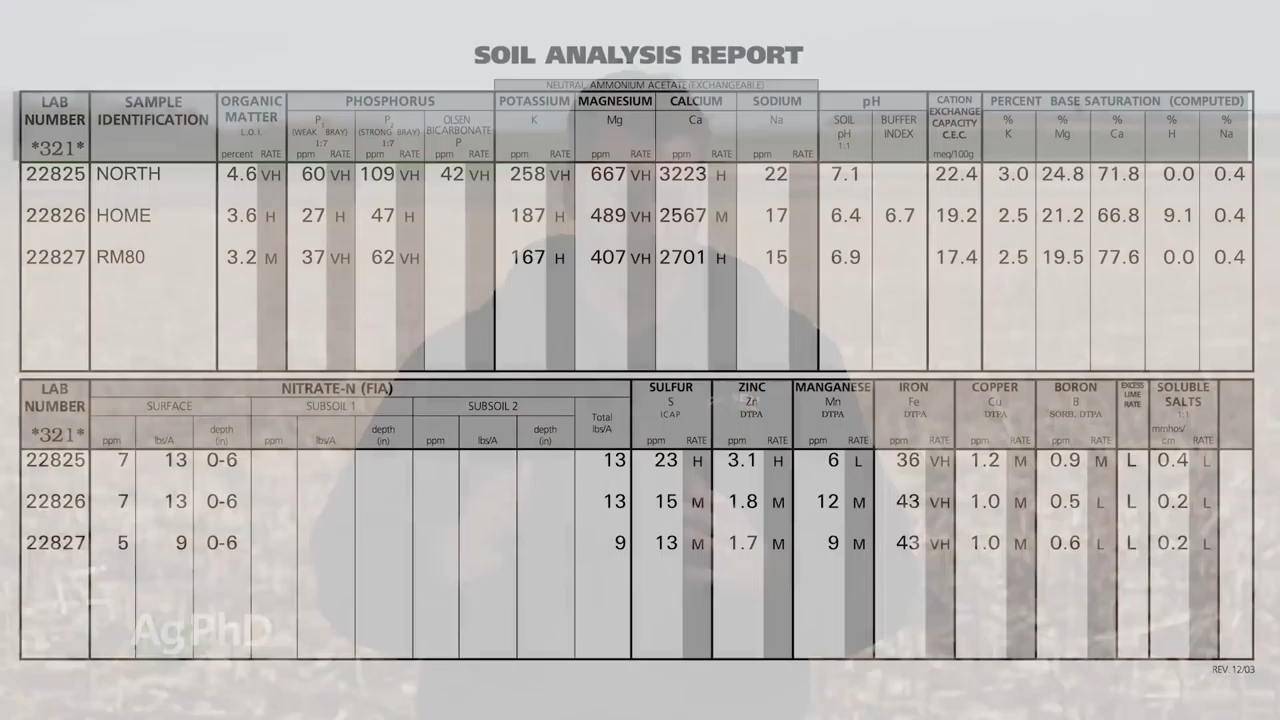 SOIL ANALYSIS REPORT
NEUTRAL AMMONIUM ACETATE (EXCHANGEABLE)
LAB NUMBER *321* SAMPLE IDENTIFICATION ORGANIC MATTER L.O.I. percent RATE PHOSPHORUS P1 (WEAK BRAY) 1:7 ppm RATE P2 (STRONG BRAY) 1:7 ppm RATE OLSEN BICARBONATE P ppm RATE POTASSIUM K ppm RATE MAGNESIUM Mg ppm RATE CALCIUM Ca ppm RATE SODIUM Na ppm RATE pH SOIL pH 1:1 BUFFER INDEX CATION EXCHANGE CAPACITY C.E.C. meq/100g PERCENT BASE SATURATION (COMPUTED) % K % Mg % Ca % H % Na
22825 NORTH 4.6 VH 60 VH 109 VH 42 VH 258 VH 667 VH 3223 H 22 7.1 22.4 3.0 24.8 71.8 0.0 0.4
22826 HOME 3.6 H 27 H 47 H 187 H 489 VH 2567 M 17 6.4 6.7 19.2 2.5 21.2 66.8 9.1 0.4
22827 RM80 3.2 M 37 VH 62 VH 167 H 407 VH 2701 H 15 6.9 17.4 2.5 19.5 77.6 0.0 0.4
LAB NUMBER *321* NITRATE-N (FIA) SURFACE ppm lbs/A depth (in) SUBSOIL 1 ppm lbs/A depth (in) SUBSOIL 2 ppm lbs/A depth (in) Total lbs/A SULFUR S ICAP ppm RATE ZINC Zn DTPA ppm RATE MANGANESE Mn DTPA ppm RATE IRON Fe DTPA ppm RATE COPPER Cu DTPA ppm RATE BORON B SORB. DTPA ppm RATE EXCESS LIME RATE SOLUBLE SALTS 1:1 mmhos/cm RATE
22825 7 13 0-6 13 23 H 3.1 H 6 L 36 VH 1.2 M 0.9 M L 0.4 L
22826 7 13 0-6 13 15 M 1.8 M 12 M 43 VH 1.0 M 0.5 L L 0.2 L
22827 5 9 0-6 9 13 M 1.7 M 9 M 43 VH 1.0 M 0.6 L L 0.2 L
Ag PhD
REV. 12/03